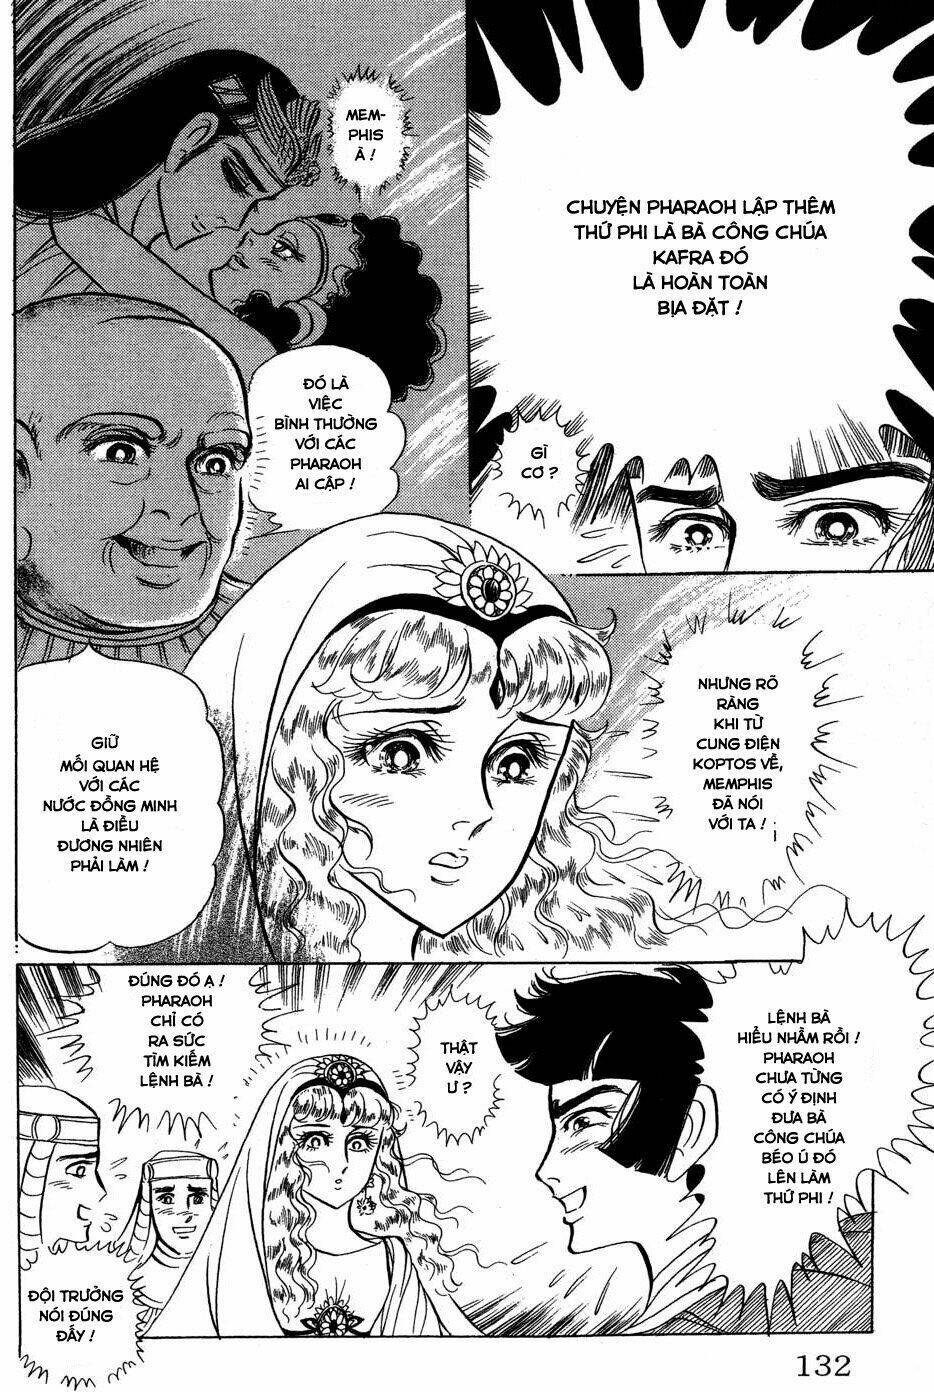 CHUYỆN PHARAOH LẬP THÊM
THỨ PHI LÀ BÀ CÔNG CHÚA
KAFRA ĐÓ
LÀ HOÀN TOÀN
BỊA ĐẶT !
GÌ
CƠ ?
MEM-
PHIS
À !
ĐÓ LÀ
VIỆC
BÌNH THƯỜNG
VỚI CÁC
PHARAOH
AI CẬP !
GIỮ
MỐI QUAN HỆ
VỚI CÁC
NƯỚC ĐỒNG MINH
LÀ ĐIỀU
ĐƯƠNG NHIÊN
PHẢI LÀM !
NHƯNG RÕ
RÀNG
KHI TỪ
CUNG ĐIỆN
KOPTOS VỀ,
MEMPHIS
ĐÃ NÓI
VỚI TA !
LỆNH BÀ
HIỂU NHẦM RỒI !
PHARAOH
CHƯA TỪNG
CÓ Ý ĐỊNH
ĐƯA BÀ
CÔNG CHÚA
BÉO Ú ĐÓ
LÊN LÀM
THỨ PHI !
THẬT
VẬY
Ư ?
ĐÚNG ĐÓ Ạ !
PHARAOH
CHỈ CÓ
RA SỨC
TÌM KIẾM
LỆNH BÀ !
ĐỘI TRƯỞNG
NÓI ĐÚNG
ĐẤY !
132